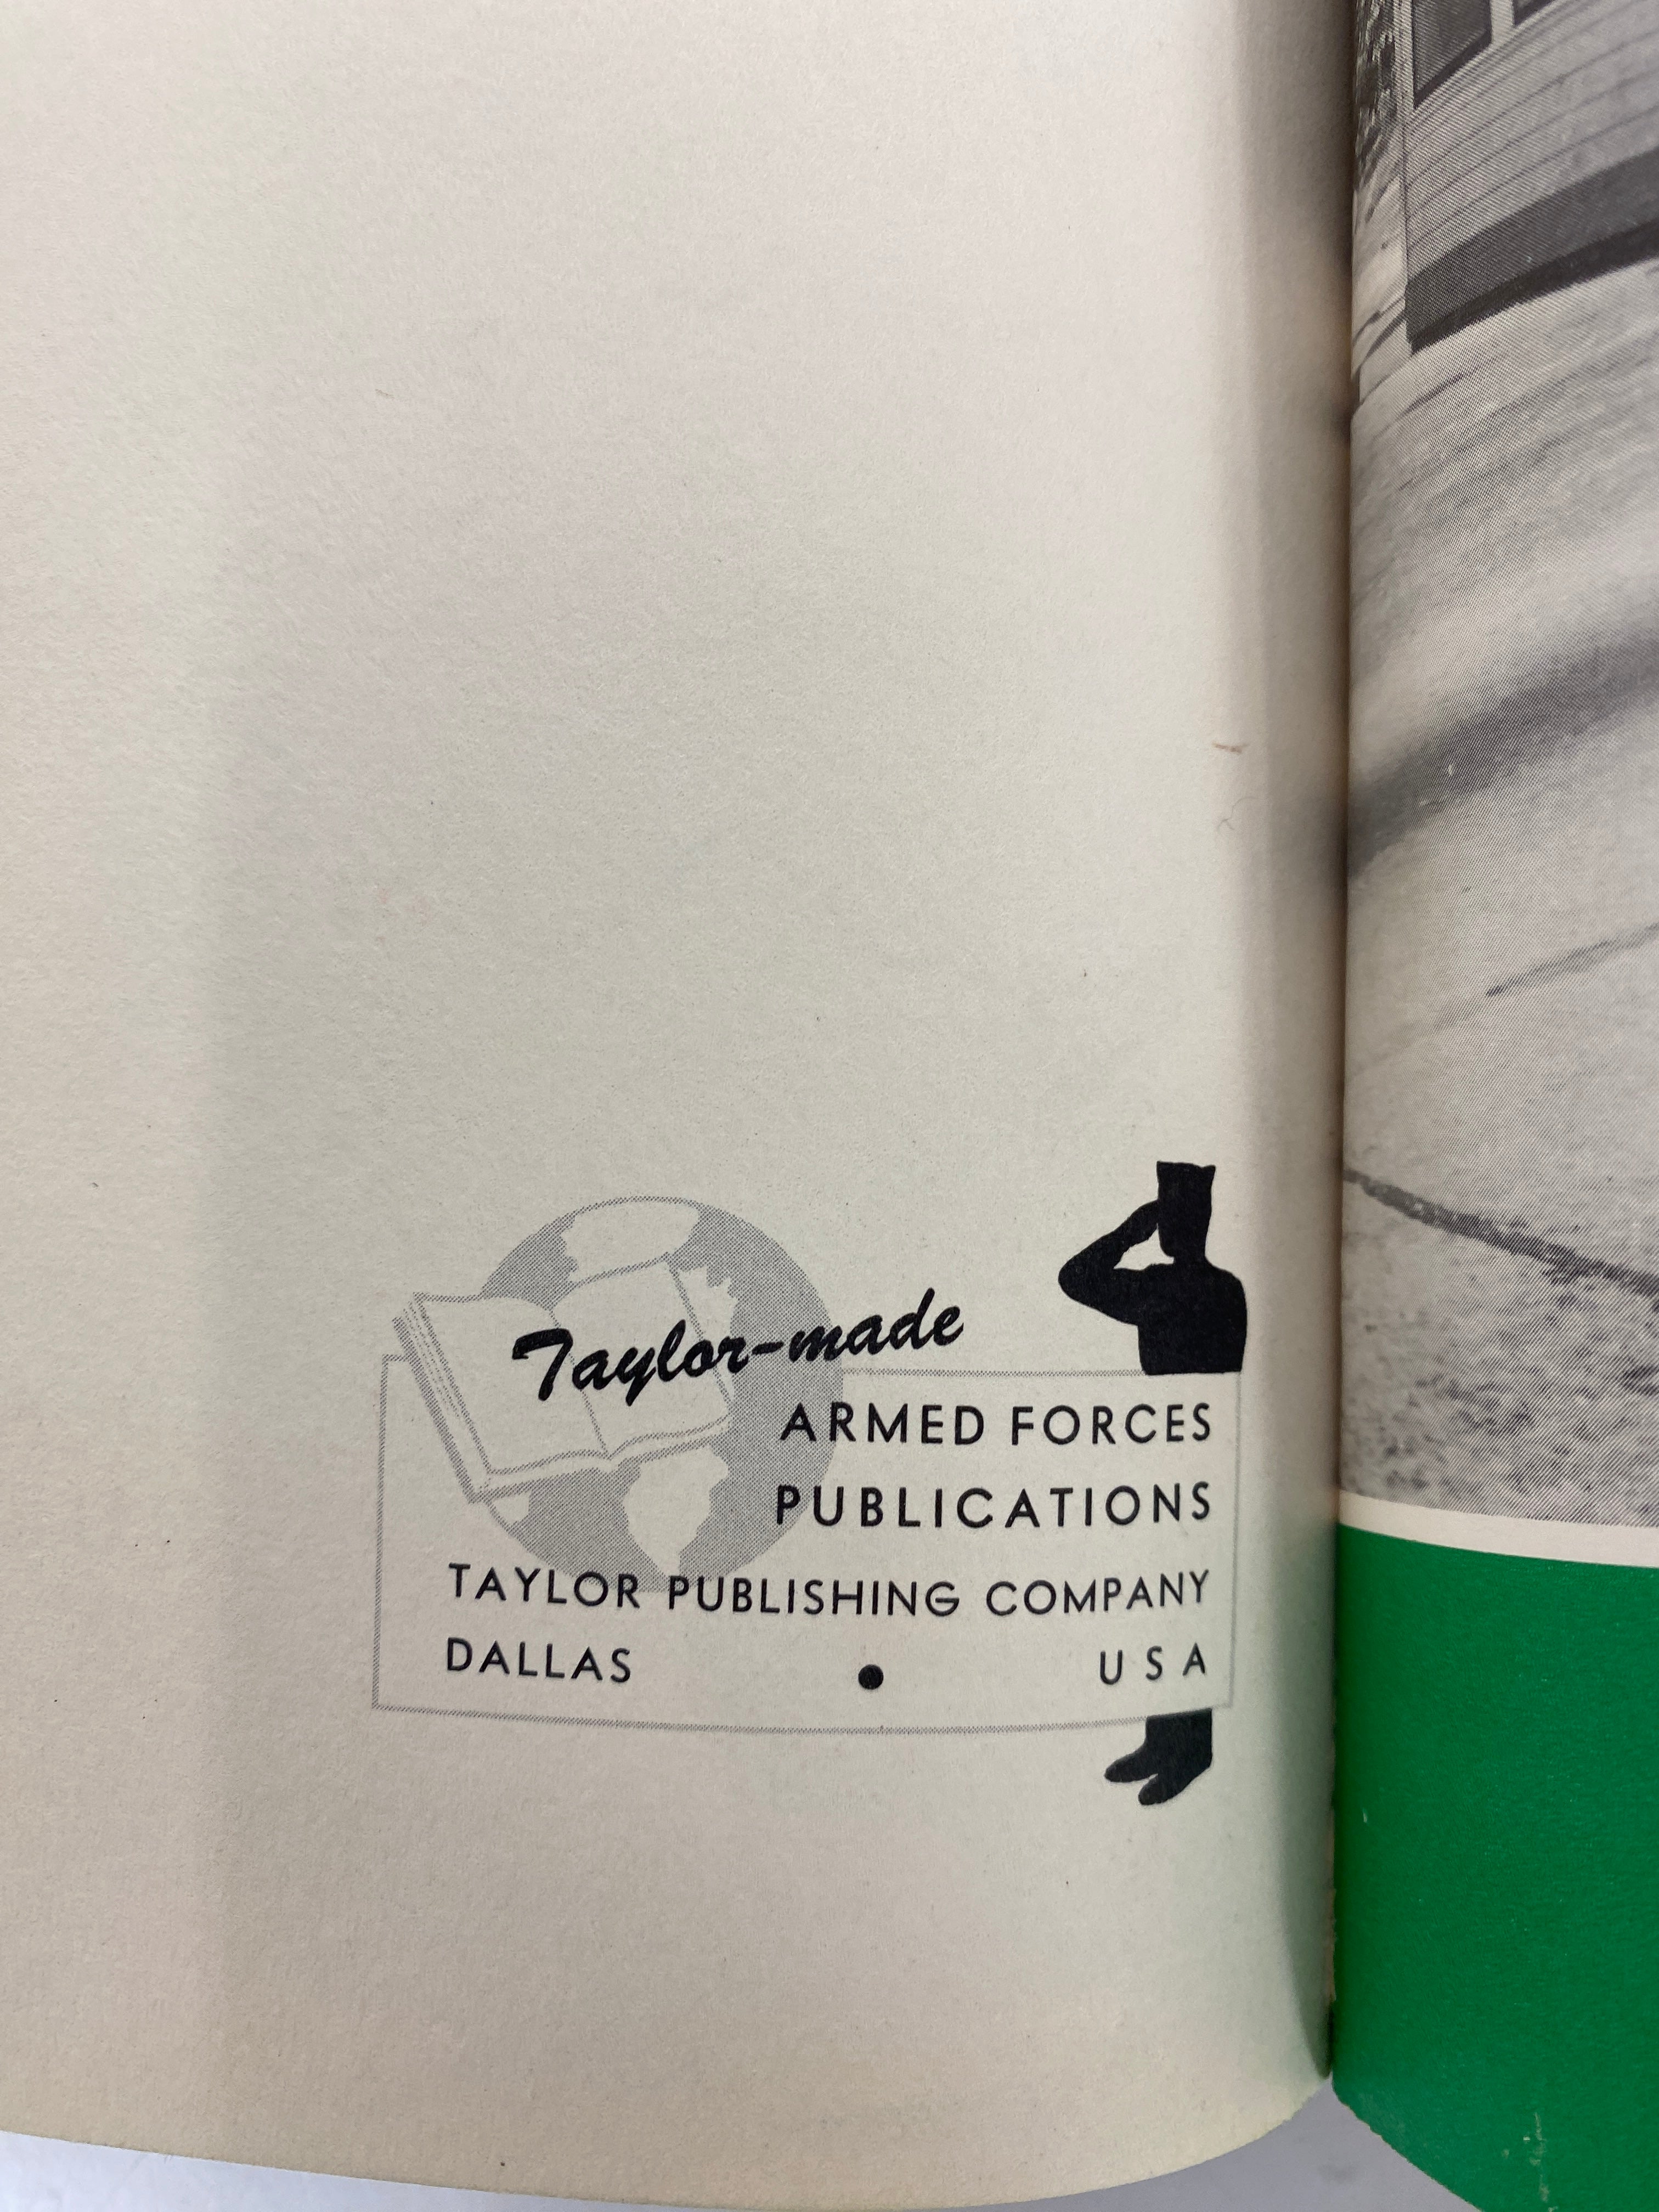 Taylor-made
ARMED FORCES
PUBLICATIONS
TAYLOR PUBLISHING COMPANY
DALLAS • USA